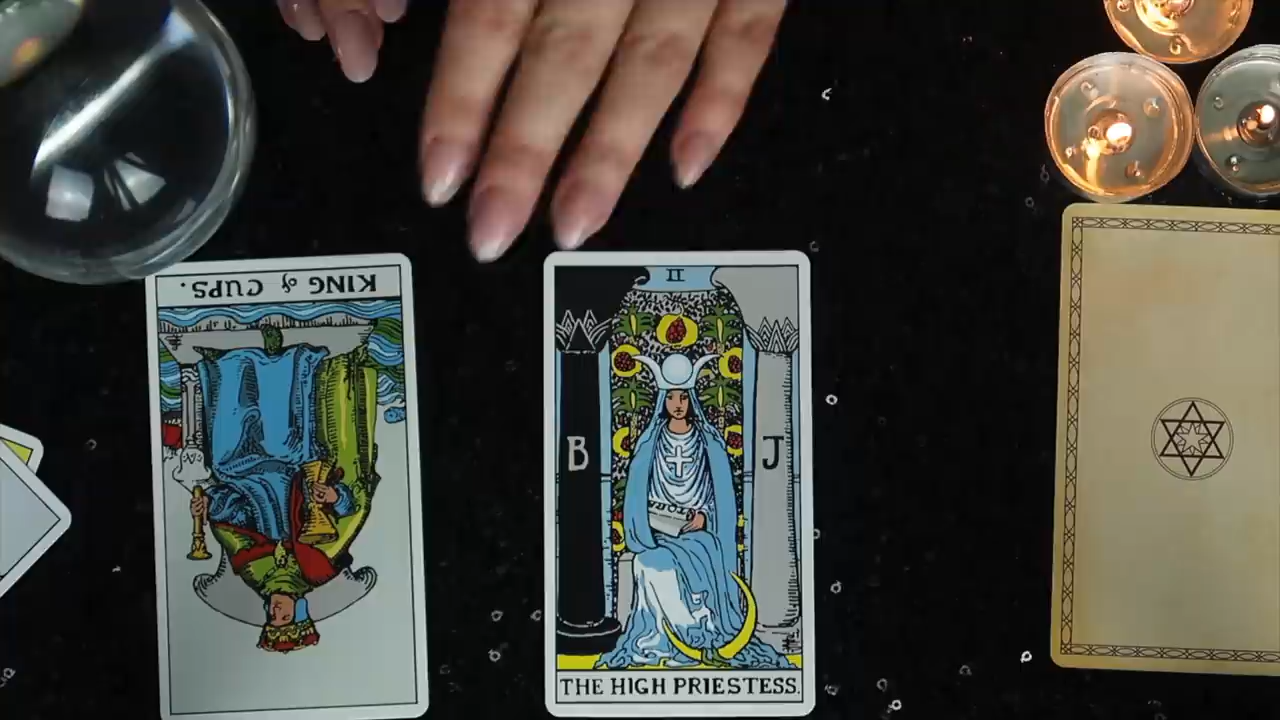 KING of CUPS.
II
B
J
TORA
THE HIGH PRIESTESS.